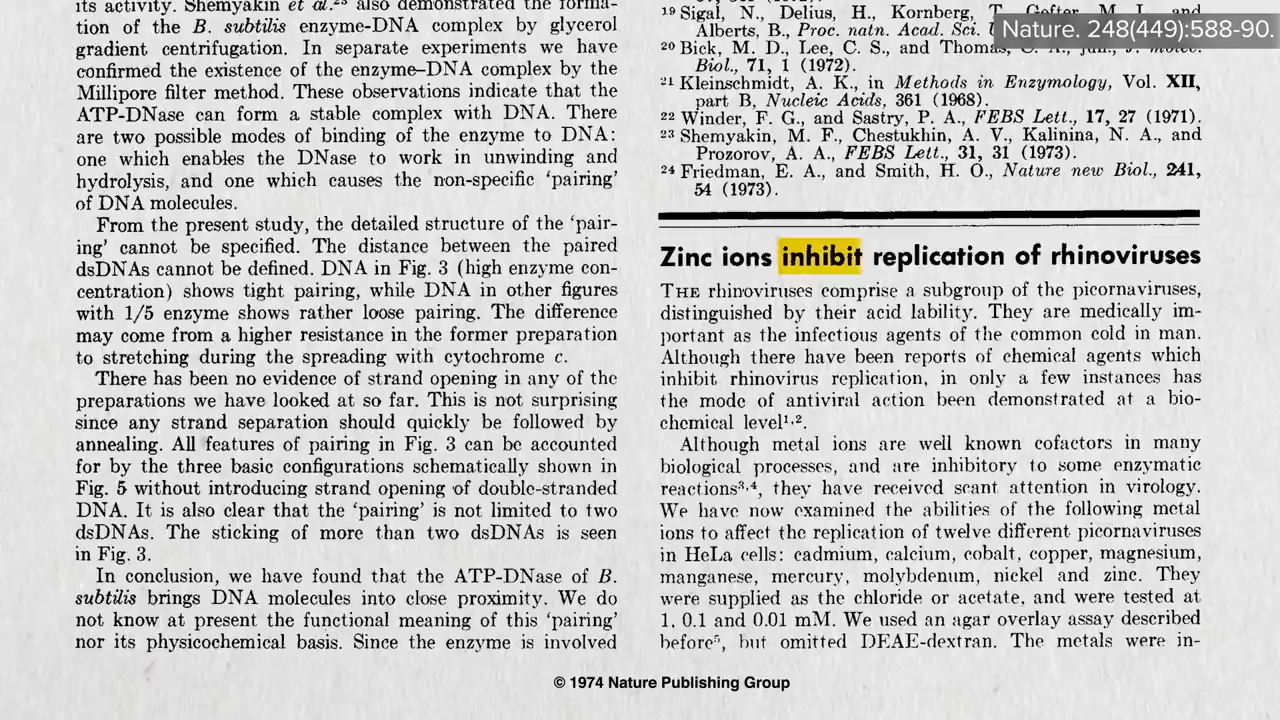 its activity. Shemyakin et al.²³ also demonstrated the forma-
tion of the B. subtilis enzyme-DNA complex by glycerol
gradient centrifugation. In separate experiments we have
confirmed the existence of the enzyme–DNA complex by the
Millipore filter method. These observations indicate that the
ATP-DNase can form a stable complex with DNA. There
are two possible modes of binding of the enzyme to DNA:
one which enables the DNase to work in unwinding and
hydrolysis, and one which causes the non-specific 'pairing'
of DNA molecules.
From the present study, the detailed structure of the 'pair-
ing' cannot be specified. The distance between the paired
dsDNAs cannot be defined. DNA in Fig. 3 (high enzyme con-
centration) shows tight pairing, while DNA in other figures
with 1/5 enzyme shows rather loose pairing. The difference
may come from a higher resistance in the former preparation
to stretching during the spreading with cytochrome c.
There has been no evidence of strand opening in any of the
preparations we have looked at so far. This is not surprising
since any strand separation should quickly be followed by
annealing. All features of pairing in Fig. 3 can be accounted
for by the three basic configurations schematically shown in
Fig. 5 without introducing strand opening of double-stranded
DNA. It is also clear that the 'pairing' is not limited to two
dsDNAs. The sticking of more than two dsDNAs is seen
in Fig. 3.
In conclusion, we have found that the ATP-DNase of B.
subtilis brings DNA molecules into close proximity. We do
not know at present the functional meaning of this 'pairing'
nor its physicochemical basis. Since the enzyme is involved
¹⁹ Sigal, N., Delius, H., Kornberg, T., Gefter, M. L., and
Alberts, B., Proc. natn. Acad. Sci.
²⁰ Bick, M. D., Lee, C. S., and Thomas,
Biol., 71, 1 (1972).
²¹ Kleinschmidt, A. K., in Methods in Enzymology, Vol. XII,
part B, Nucleic Acids, 361 (1968).
²² Winder, F. G., and Sastry, P. A., FEBS Lett., 17, 27 (1971).
²³ Shemyakin, M. F., Chestukhin, A. V., Kalinina, N. A., and
Prozorov, A. A., FEBS Lett., 31, 31 (1973).
²⁴ Friedman, E. A., and Smith, H. O., Nature new Biol., 241,
54 (1973).
Nature. 248(449):588-90.
Zinc ions inhibit replication of rhinoviruses
THE rhinoviruses comprise a subgroup of the picornaviruses,
distinguished by their acid lability. They are medically im-
portant as the infectious agents of the common cold in man.
Although there have been reports of chemical agents which
inhibit rhinovirus replication, in only a few instances has
the mode of antiviral action been demonstrated at a bio-
chemical level¹,².
Although metal ions are well known cofactors in many
biological processes, and are inhibitory to some enzymatic
reactions³,⁴, they have received scant attention in virology.
We have now examined the abilities of the following metal
ions to affect the replication of twelve different picornaviruses
in HeLa cells: cadmium, calcium, cobalt, copper, magnesium,
manganese, mercury, molybdenum, nickel and zinc. They
were supplied as the chloride or acetate, and were tested at
1, 0.1 and 0.01 mM. We used an agar overlay assay described
before⁵, but omitted DEAE-dextran. The metals were in-
© 1974 Nature Publishing Group